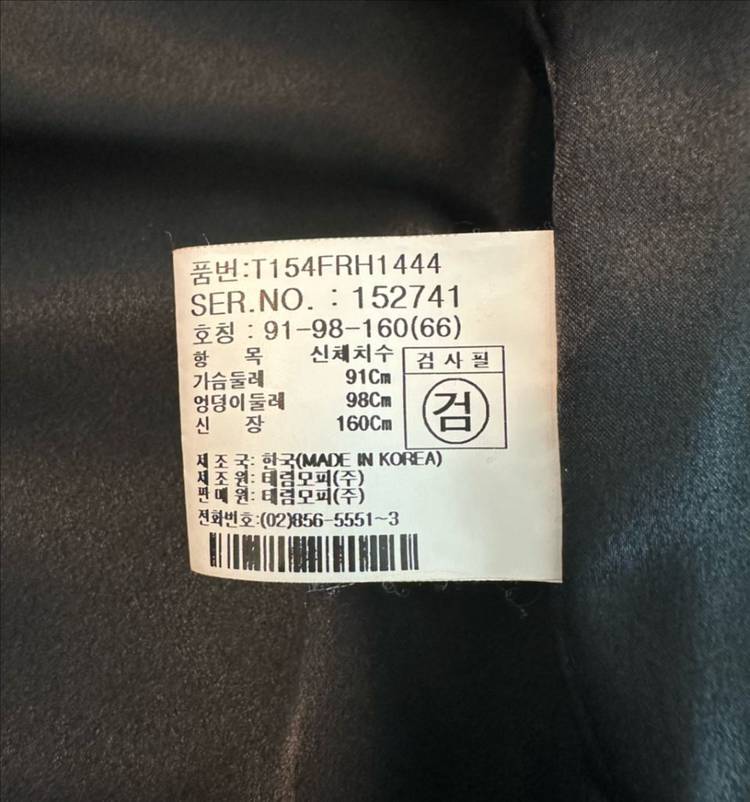 품번:T154FRH1444
SER.NO. : 152741
호칭 : 91-98-160(66)
항 목 신체치수
가슴둘레 91Cm
엉덩이둘레 98Cm
신 장 160Cm
검사필
검
제조국: 한국(MADE IN KOREA)
제조원: 태림모피(주)
판매원: 태림모피(주)
전화번호:(02)856-5551~3